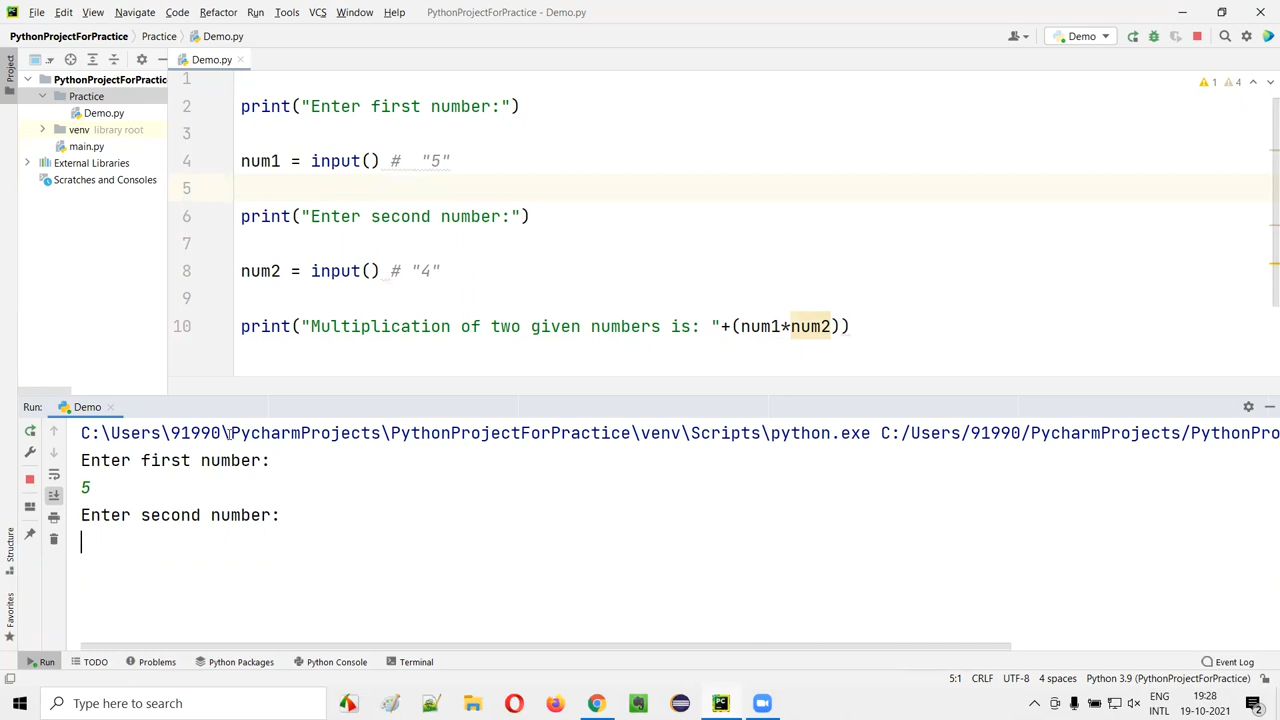 File Edit View Navigate Code Refactor Run Tools VCS Window Help PythonProjectForPractice - Demo.py
PythonProjectForPractice Practice Demo.py Demo
Project
Demo.py
PythonProjectForPractic
Practice
Demo.py
venv library root
main.py
External Libraries
Scratches and Consoles
1 4
1
2 print("Enter first number:")
3
4 num1 = input() # "5"
5
6 print("Enter second number:")
7
8 num2 = input() # "4"
9
10 print("Multiplication of two given numbers is: "+(num1*num2))
Run: Demo
C:\Users\91990\PycharmProjects\PythonProjectForPractice\venv\Scripts\python.exe C:/Users/91990/PycharmProjects/PythonPro
Enter first number:
5
Enter second number:
Structure
Favorites
Run TODO Problems Python Packages Python Console Terminal Event Log
5:1 CRLF UTF-8 4 spaces Python 3.9 (PythonProjectForPractice)
Type here to search
ENG 19:28
INTL 19-10-2021 2